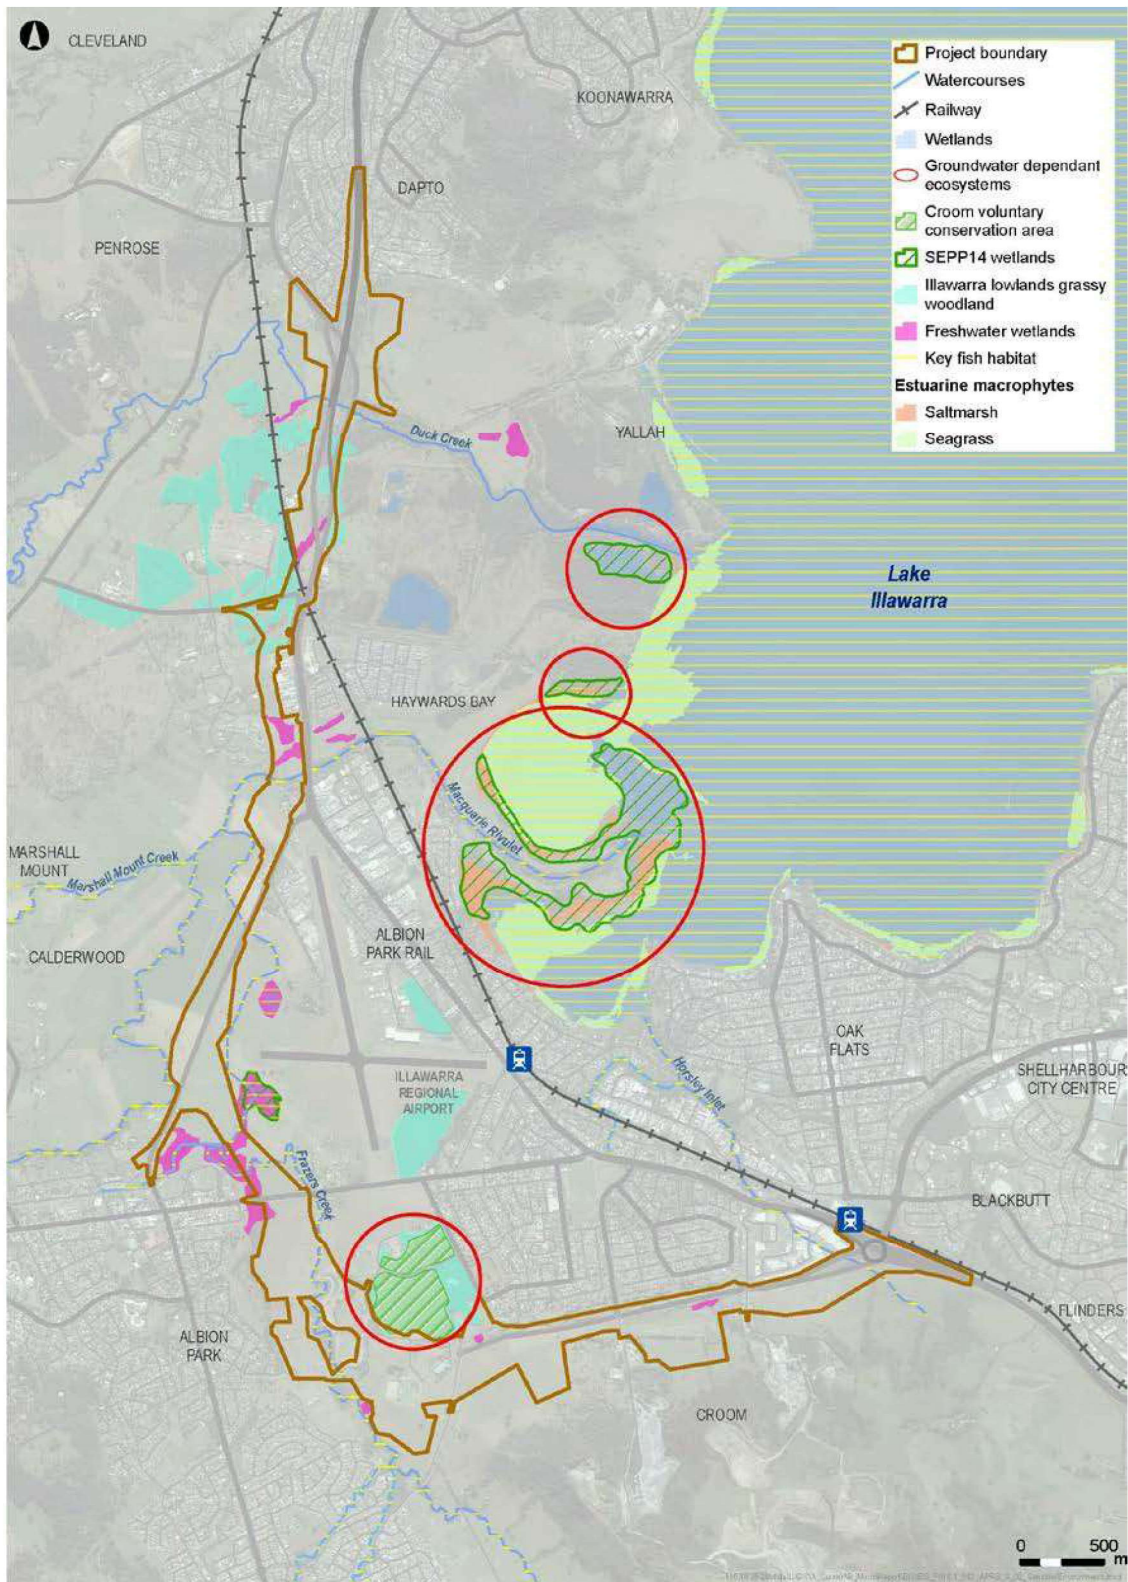 CLEVELAND
KOONAWARRA
DAPTO
PENROSE
Project boundary
Watercourses
Railway
Wetlands
Groundwater dependant
ecosystems
Croom voluntary
conservation area
SEPP14 wetlands
Illawarra lowlands grassy
woodland
Freshwater wetlands
Key fish habitat
Estuarine macrophytes
Saltmarsh
Seagrass
Duck Creek
YALLAH
Lake
Illawarra
HAYWARDS BAY
Macquarie Rivulet
MARSHALL
MOUNT
Marshall Mount Creek
CALDERWOOD
ALBION
PARK RAIL
OAK
FLATS
Horsley Inlet
SHELLHARBOUR
CITY CENTRE
ILLAWARRA
REGIONAL
AIRPORT
Frazers Creek
BLACKBUTT
FLINDERS
ALBION
PARK
CROOM
0 500
m